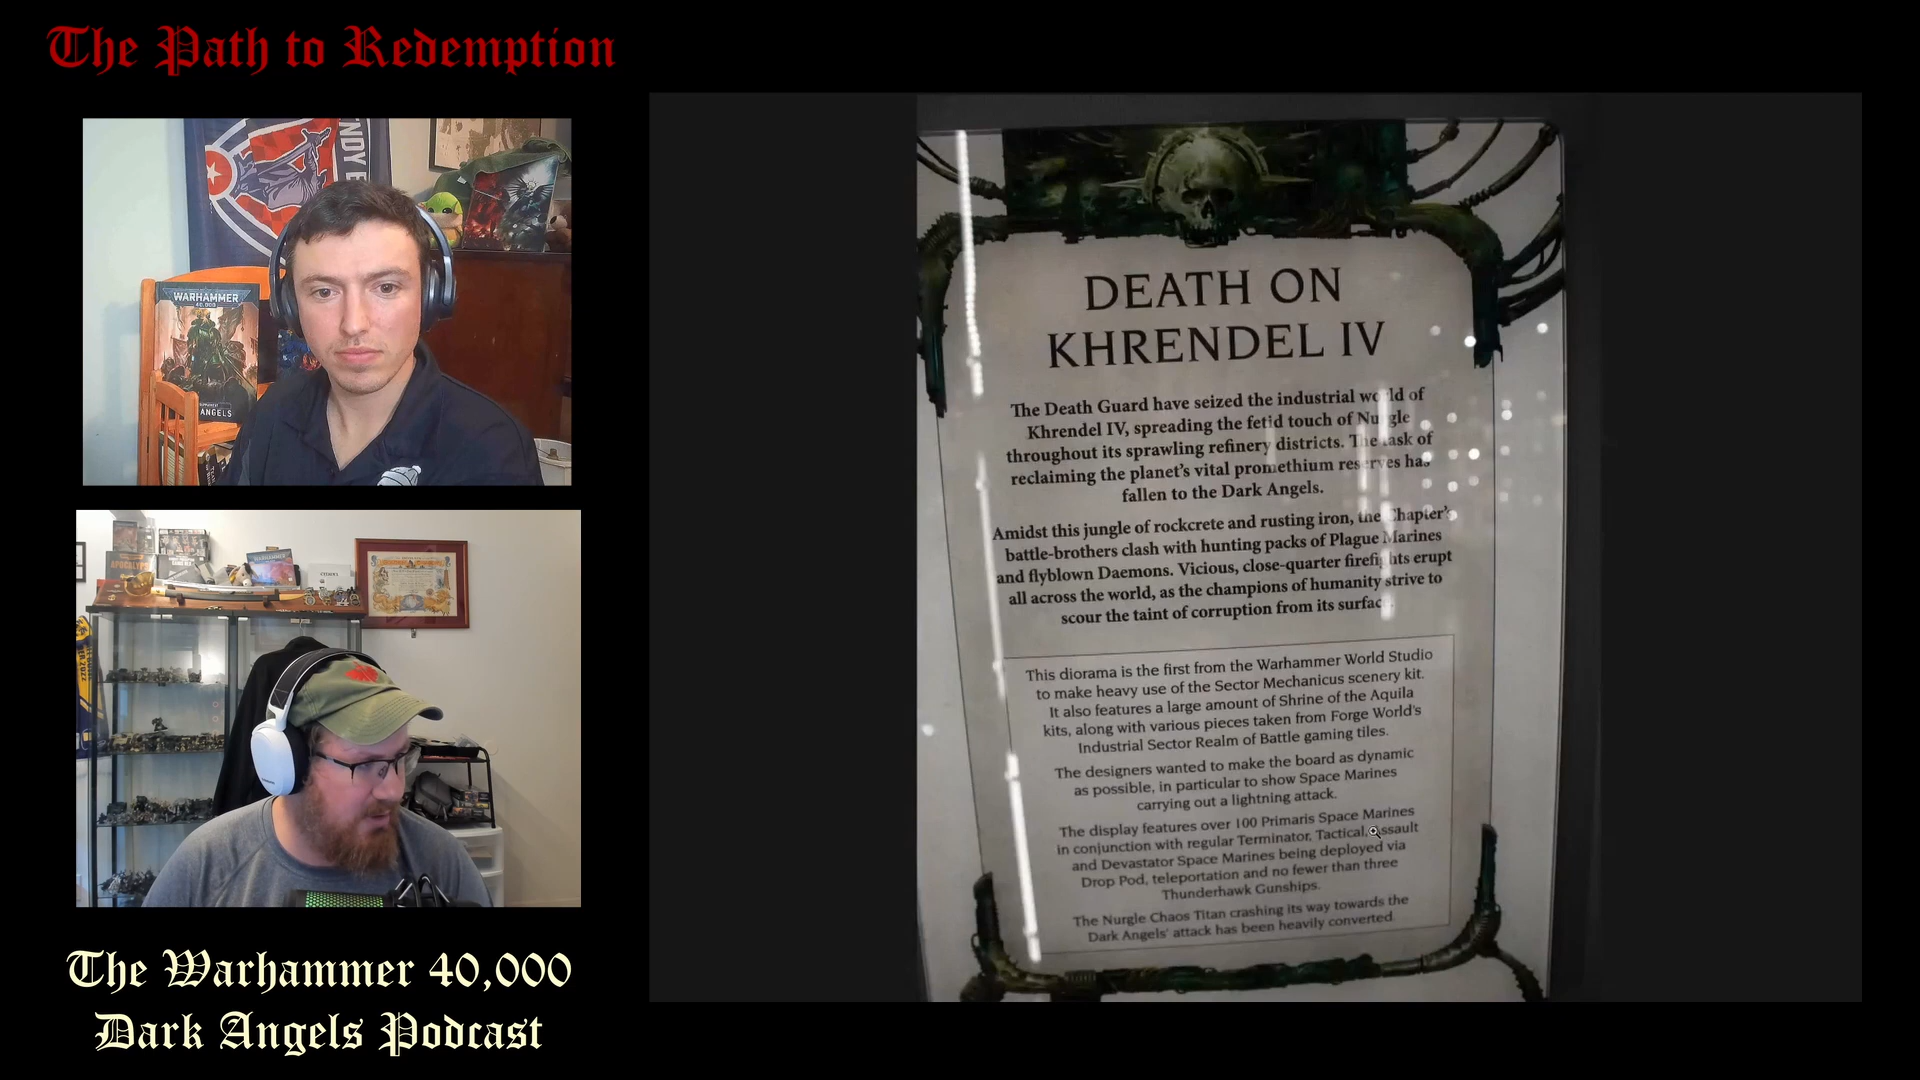 The Path to Redemption
NDY E
WARHAMMER
40,000
ANGELS
APOCALYPSE
The Warhammer 40,000
Dark Angels Podcast
DEATH ON
KHRENDEL IV
The Death Guard have seized the industrial world of
Khrendel IV, spreading the fetid touch of Nurgle
throughout its sprawling refinery districts. The task of
reclaiming the planet's vital promethium reserves has
fallen to the Dark Angels.
Amidst this jungle of rockcrete and rusting iron, the Chapter's
battle-brothers clash with hunting packs of Plague Marines
and flyblown Daemons. Vicious, close-quarter firefights erupt
all across the world, as the champions of humanity strive to
scour the taint of corruption from its surface.
This diorama is the first from the Warhammer World Studio
to make heavy use of the Sector Mechanicus scenery kit.
It also features a large amount of Shrine of the Aquila
kits, along with various pieces taken from Forge World's
Industrial Sector Realm of Battle gaming tiles.
The designers wanted to make the board as dynamic
as possible, in particular to show Space Marines
carrying out a lightning attack.
The display features over 100 Primaris Space Marines
in conjunction with regular Terminator, Tactical, Assault
and Devastator Space Marines being deployed via
Drop Pod, teleportation and no fewer than three
Thunderhawk Gunships.
The Nurgle Chaos Titan crashing its way towards the
Dark Angels' attack has been heavily converted.